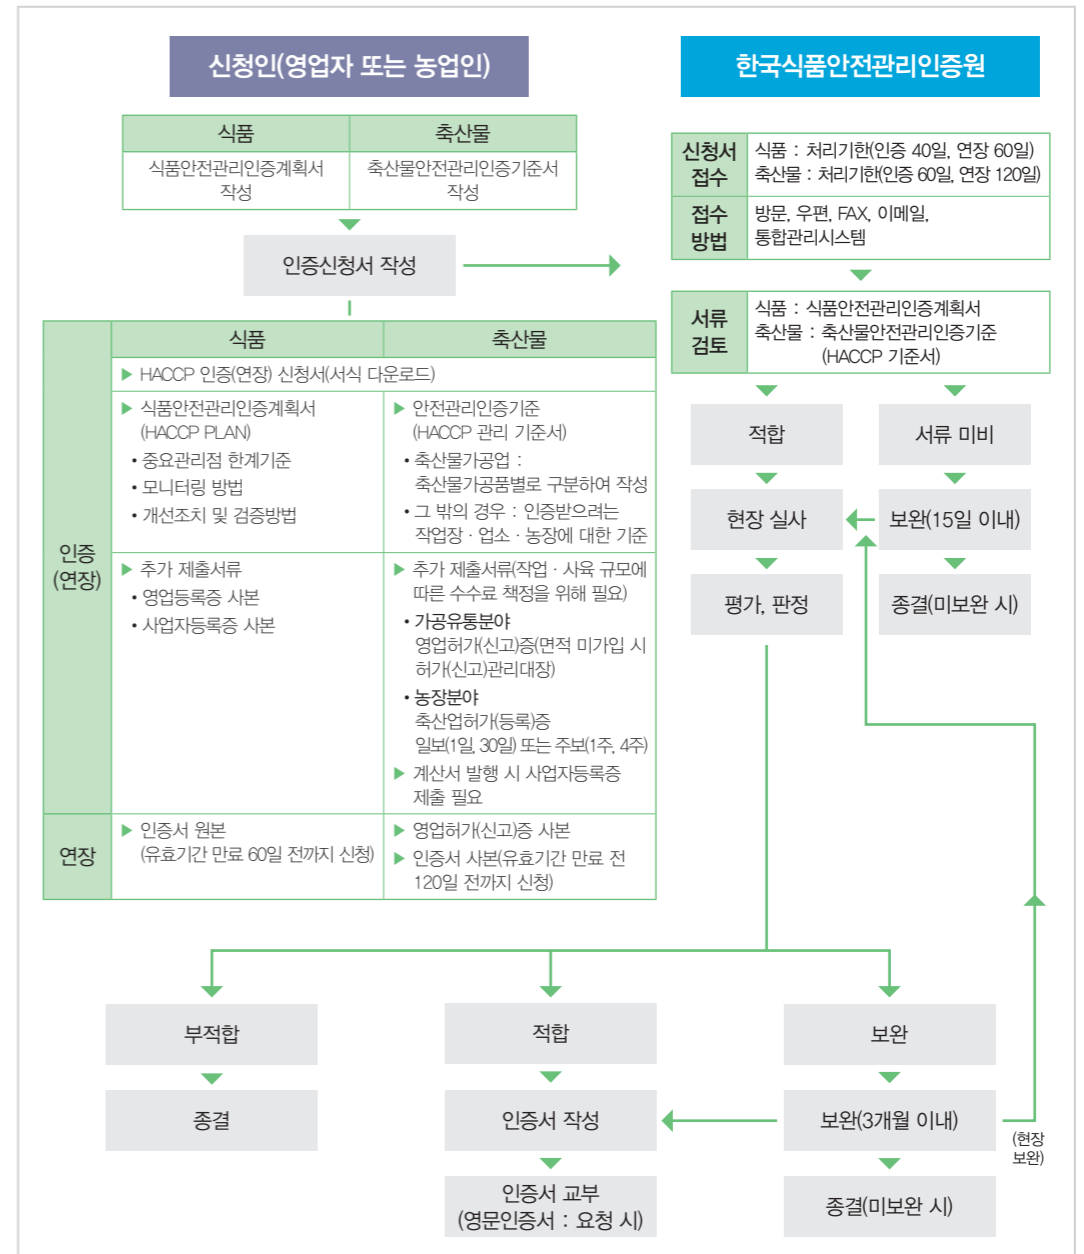 신청인(영업자 또는 농업인)
식품
축산물
식품안전관리인증계획서
작성
축산물안전관리인증기준서
작성
인증신청서 작성
한국식품안전관리인증원
신청서
접수
식품 : 처리기한(인증 40일, 연장 60일)
축산물 : 처리기한(인증 60일, 연장 120일)
접수
방법
방문, 우편, FAX, 이메일,
통합관리시스템
서류
검토
식품 : 식품안전관리인증계획서
축산물 : 축산물안전관리인증기준
(HACCP 기준서)
적합
서류 미비
현장 실사
보완(15일 이내)
평가, 판정
종결(미보완 시)
식품
축산물
인증
(연장)
▶ HACCP 인증(연장) 신청서(서식 다운로드)
▶ 식품안전관리인증계획서
(HACCP PLAN)
• 중요관리점 한계기준
• 모니터링 방법
• 개선조치 및 검증방법
▶ 안전관리인증기준
(HACCP 관리 기준서)
• 축산물가공업 :
축산물가공품별로 구분하여 작성
• 그 밖의 경우 : 인증받으려는
작업장 · 업소 · 농장에 대한 기준
▶ 추가 제출서류
• 영업등록증 사본
• 사업자등록증 사본
▶ 추가 제출서류(작업 · 사육 규모에
따른 수수료 책정을 위해 필요)
• 가공유통분야
영업허가(신고)증(면적 미가입 시
허가(신고)관리대장)
• 농장분야
축산업허가(등록)증
일보(1일, 30일) 또는 주보(1주, 4주)
▶ 계산서 발행 시 사업자등록증
제출 필요
연장
▶ 인증서 원본
(유효기간 만료 60일 전까지 신청)
▶ 영업허가(신고)증 사본
▶ 인증서 사본(유효기간 만료 전
120일 전까지 신청)
부적합
적합
보완
종결
인증서 작성
보완(3개월 이내)
(현장
보완)
인증서 교부
(영문인증서 : 요청 시)
종결(미보완 시)